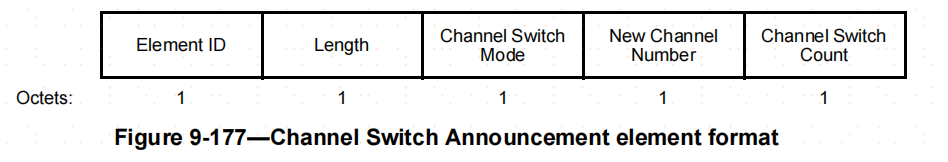 Element ID
Length
Channel Switch
Mode
New Channel
Number
Channel Switch
Count
Octets: 1 1 1 1 1
Figure 9-177—Channel Switch Announcement element format